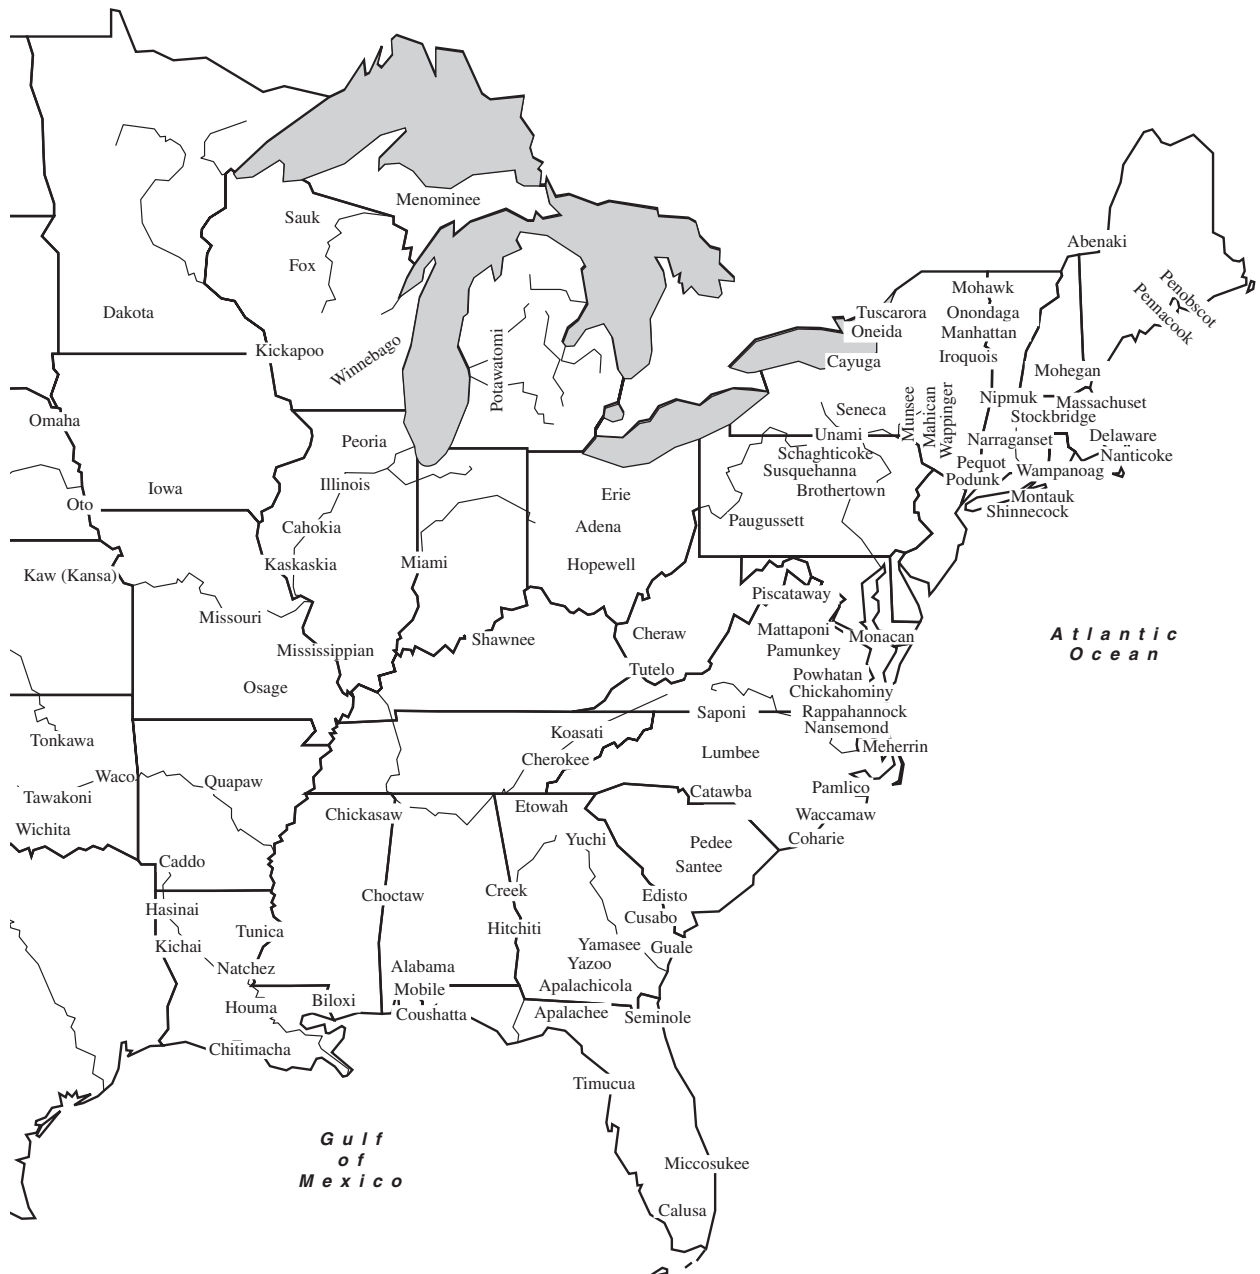 Menominee
Sauk
Abenaki
Fox
Penobscot
Mohawk
Pennacook
Dakota
Tuscarora
Onondaga
Oneida
Manhattan
Kickapoo
Winnebago
Iroquois
Cayuga
Potawatomi
Mohegan
Nipmuk
Massachuset
Munsee
Mahican
Wappinger
Seneca
Stockbridge
Omaha
Unami
Delaware
Peoria
Narraganset
Schaghticoke
Nanticoke
Pequot
Susquehanna
Wampanoag
Podunk
Illinois
Iowa
Brothertown
Erie
Montauk
Oto
Shinnecock
Paugussett
Cahokia
Adena
Kaskaskia
Miami
Hopewell
Kaw (Kansa)
Piscataway
Missouri
Mattaponi
Cheraw
Monacan
Shawnee
Atlantic
Ocean
Mississippian
Pamunkey
Tutelo
Powhatan
Osage
Chickahominy
Saponi
Rappahannock
Nansemond
Koasati
Tonkawa
Meherrin
Lumbee
Cherokee
Waco
Quapaw
Pamlico
Catawba
Tawakoni
Etowah
Chickasaw
Waccamaw
Wichita
Yuchi
Pedee
Coharie
Caddo
Santee
Creek
Choctaw
Edisto
Hasinai
Cusabo
Hitchiti
Tunica
Kichai
Yamasee
Guale
Natchez
Alabama
Yazoo
Mobile
Apalachicola
Biloxi
Houma
Coushatta
Apalachee
Seminole
Chitimacha
Timucua
Gulf
of
Mexico
Miccosukee
Calusa